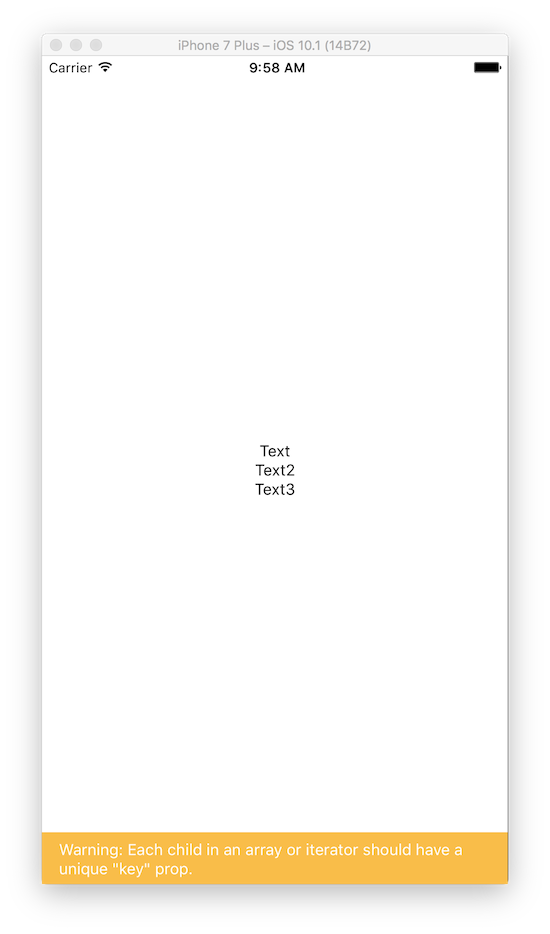 iPhone 7 Plus – iOS 10.1 (14B72)
Carrier 9:58 AM
Text
Text2
Text3
Warning: Each child in an array or iterator should have a
unique "key" prop.